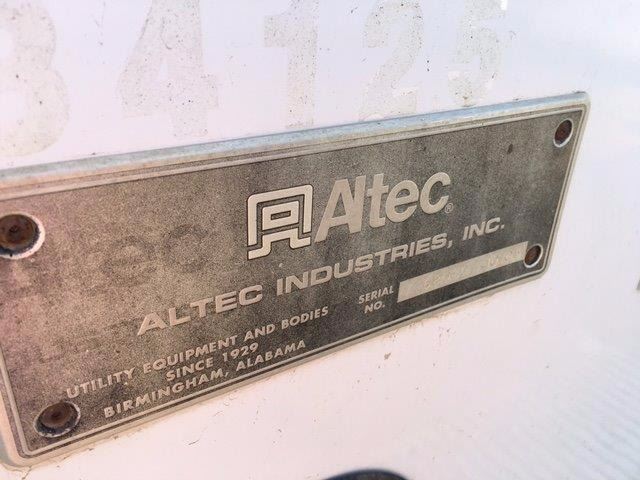 34125
Altec®
ALTEC INDUSTRIES, INC.
UTILITY EQUIPMENT AND BODIES
SINCE 1929
BIRMINGHAM, ALABAMA
SERIAL
NO.